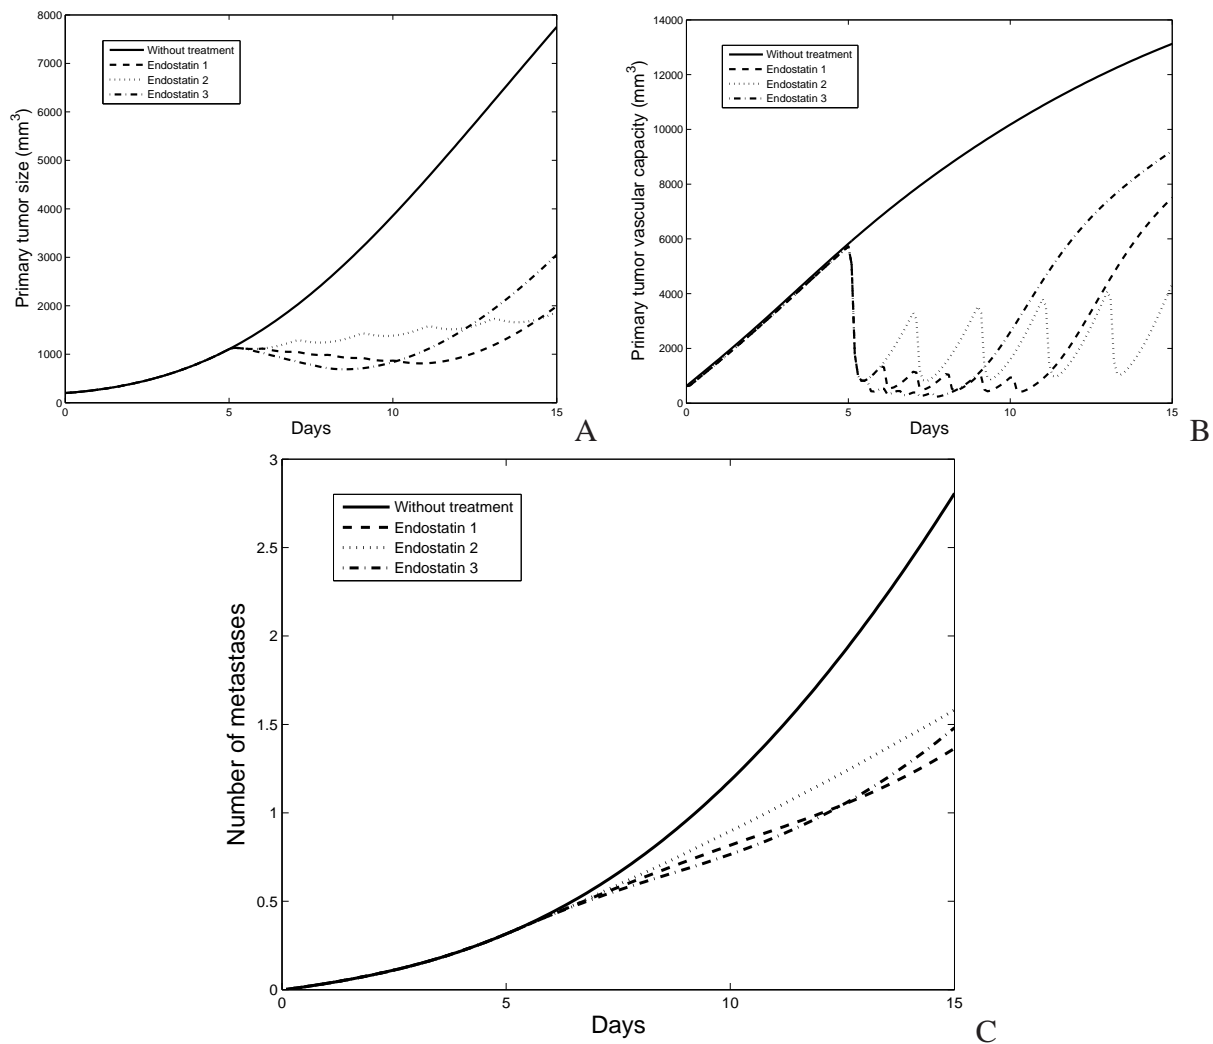 8000
7000
6000
5000
4000
3000
2000
1000
0
Primary tumor size (mm3)
Without treatment
Endostatin 1
Endostatin 2
Endostatin 3
0 5 10 15
Days
A
14000
12000
10000
8000
6000
4000
2000
0
Primary tumor vascular capacity (mm3)
Without treatment
Endostatin 1
Endostatin 2
Endostatin 3
0 5 10 15
Days
B
3
2.5
2
1.5
1
0.5
0
Number of metastases
Without treatment
Endostatin 1
Endostatin 2
Endostatin 3
0 5 10 15
Days
C